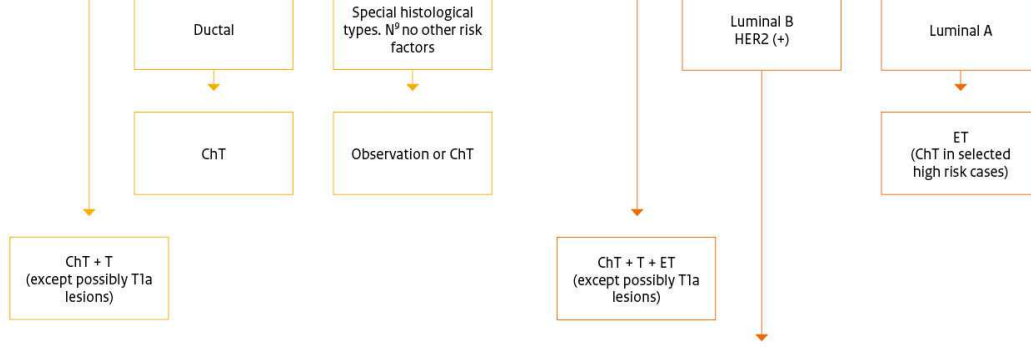 Ductal
Special histological
types. N⁹ no other risk
factors
Luminal B
HER2 (+)
Luminal A
ChT
Observation or ChT
ET
(ChT in selected
high risk cases)
ChT + T
(except possibly T1a
lesions)
ChT + T + ET
(except possibly T1a
lesions)